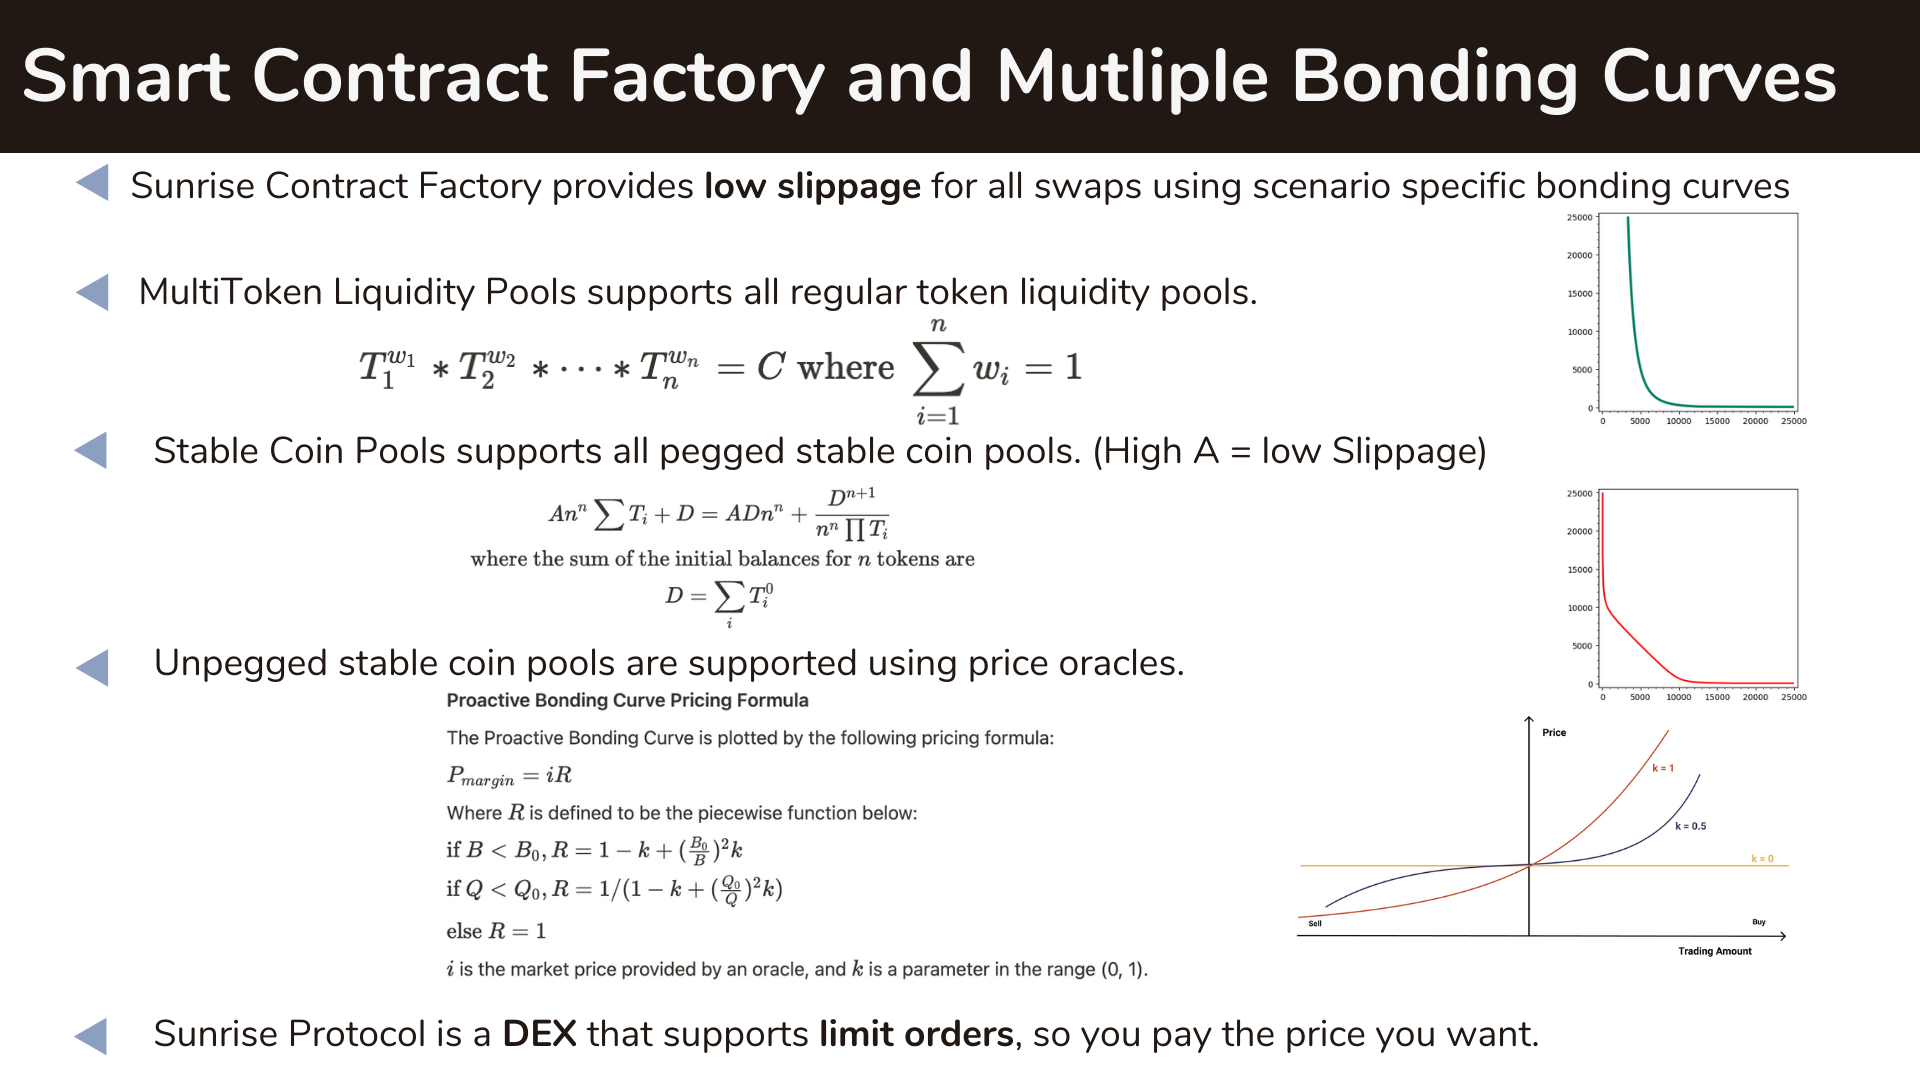 Smart Contract Factory and Mutliple Bonding Curves
Sunrise Contract Factory provides low slippage for all swaps using scenario specific bonding curves
25000
20000
15000
10000
5000
0
0 5000 10000 15000 20000 25000
MultiToken Liquidity Pools supports all regular token liquidity pools.
T_1^{w_1} * T_2^{w_2} * ⋯ * T_n^{w_n} = C where \sum_{i=1}^{n} w_i = 1
Stable Coin Pools supports all pegged stable coin pools. (High A = low Slippage)
An^n ∑ T_i + D = ADn^n + \frac{D^{n+1}}{n^n ∏ T_i}
where the sum of the initial balances for n tokens are
D = \sum_i T_i^0
25000
20000
15000
10000
5000
0
0 5000 10000 15000 20000 25000
Unpegged stable coin pools are supported using price oracles.
Proactive Bonding Curve Pricing Formula
The Proactive Bonding Curve is plotted by the following pricing formula:
P_{margin} = iR
Where R is defined to be the piecewise function below:
if B < B_0, R = 1 − k + (\frac{B_0}{B})^2 k
if Q < Q_0, R = 1/(1 − k + (\frac{Q_0}{Q})^2 k)
else R = 1
i is the market price provided by an oracle, and k is a parameter in the range (0, 1).
Price
k = 1
k = 0.5
k = 0
Sell
Buy
Trading Amount
Sunrise Protocol is a DEX that supports limit orders, so you pay the price you want.